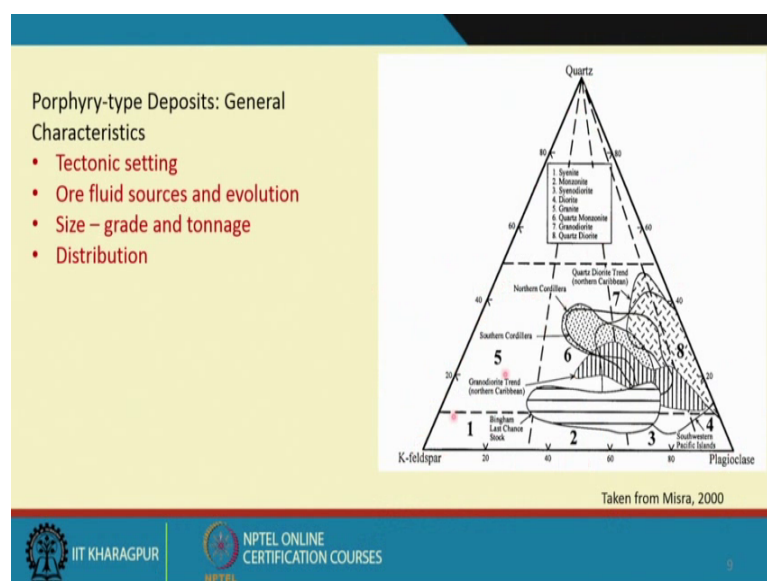 Porphyry-type Deposits: General
Characteristics
• Tectonic setting
• Ore fluid sources and evolution
• Size – grade and tonnage
• Distribution
Quartz
80
80
1. Syenite
2. Monzonite
3. Syenodiorite
4. Diorite
5. Granite
6. Quartz Monzonite
7. Granodiorite
8. Quartz Diorite
60
60
Quartz Diorite Trend
(northern Caribbean)
Northern Cordillera
7
40
40
Southern Cordillera
5
6
8
20
20
Granodiorite Trend
(northern Caribbean)
1
Bingham
Last Chance
Stock
2
3
4
Southwestern
Pacific Islands
K-feldspar
20
40
60
80
Plagioclase
Taken from Misra, 2000
IIT KHARAGPUR
NPTEL ONLINE
CERTIFICATION COURSES
NPTEL
9